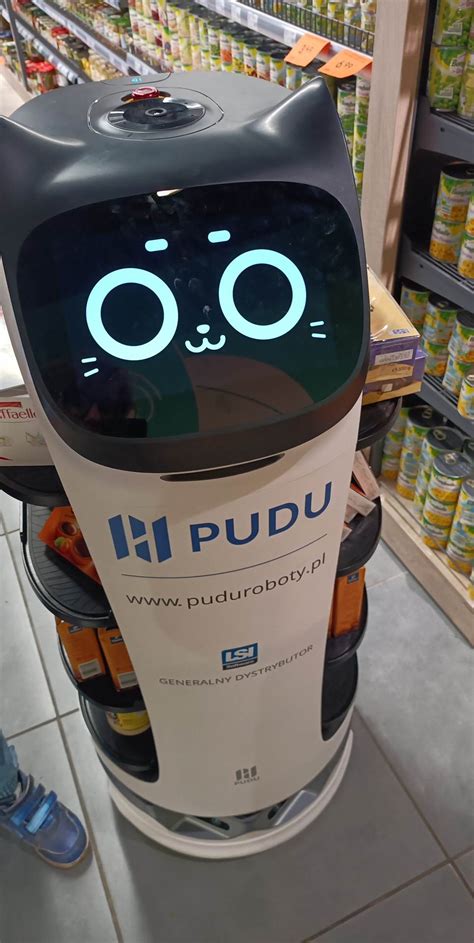 PUDU
www.puduroboty.pl
LSI
GENERALNY DYSTRYBUTOR
PUDU